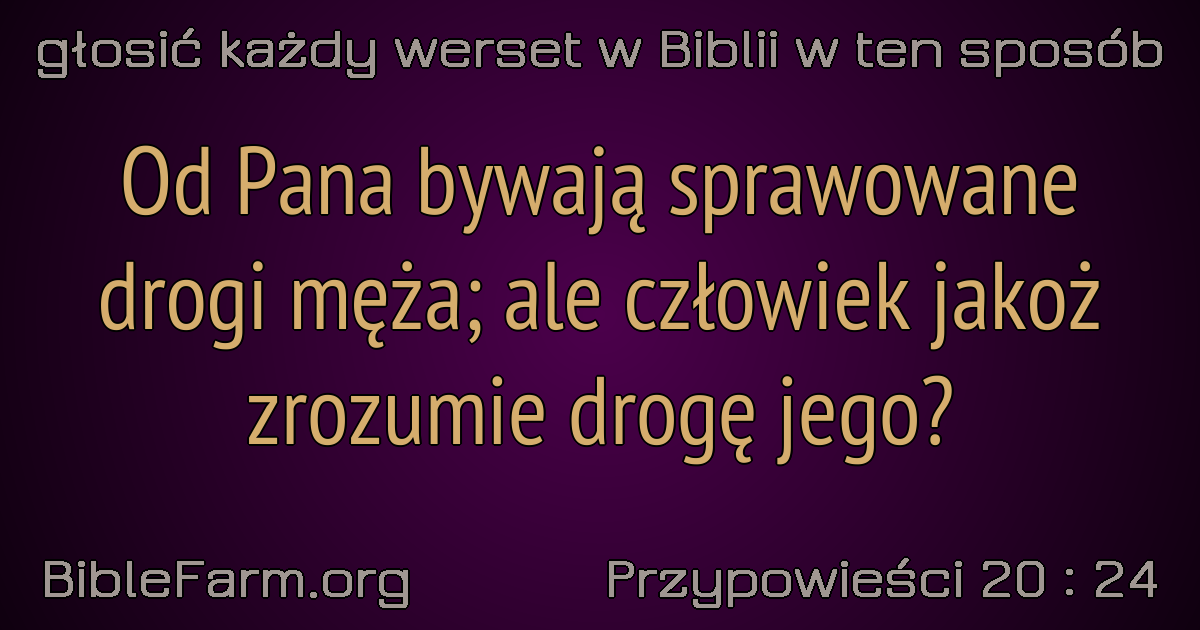 głosić każdy werset w Biblii w ten sposób
Od Pana bywają sprawowane
drogi męża; ale człowiek jakoż
zrozumie drogę jego?
BibleFarm.org
Przypowieści 20 : 24